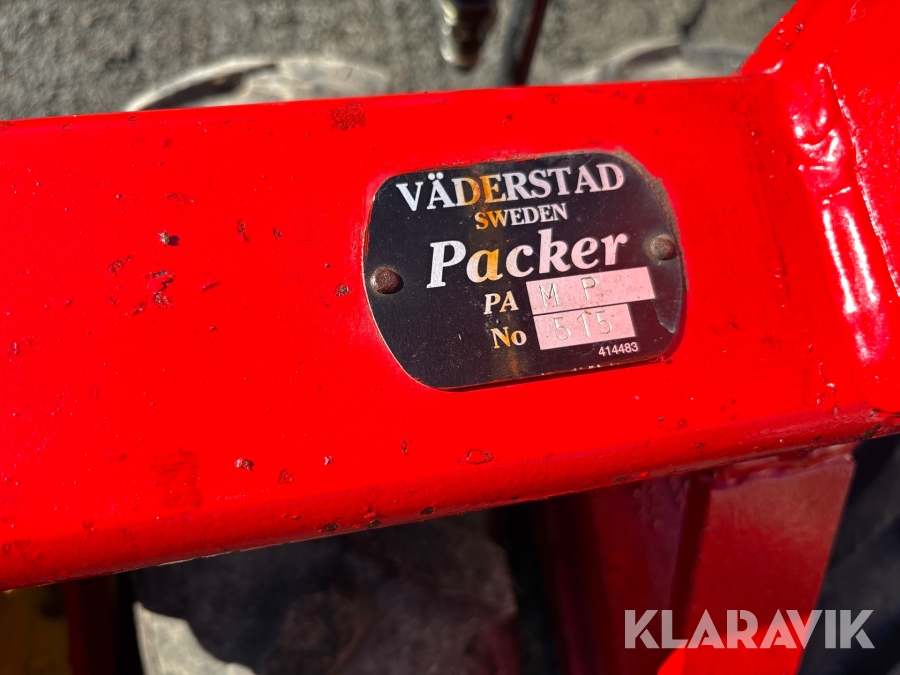 VÄDERSTAD
SWEDEN
Packer
PA M P
No 515
414483
KLARAVIK